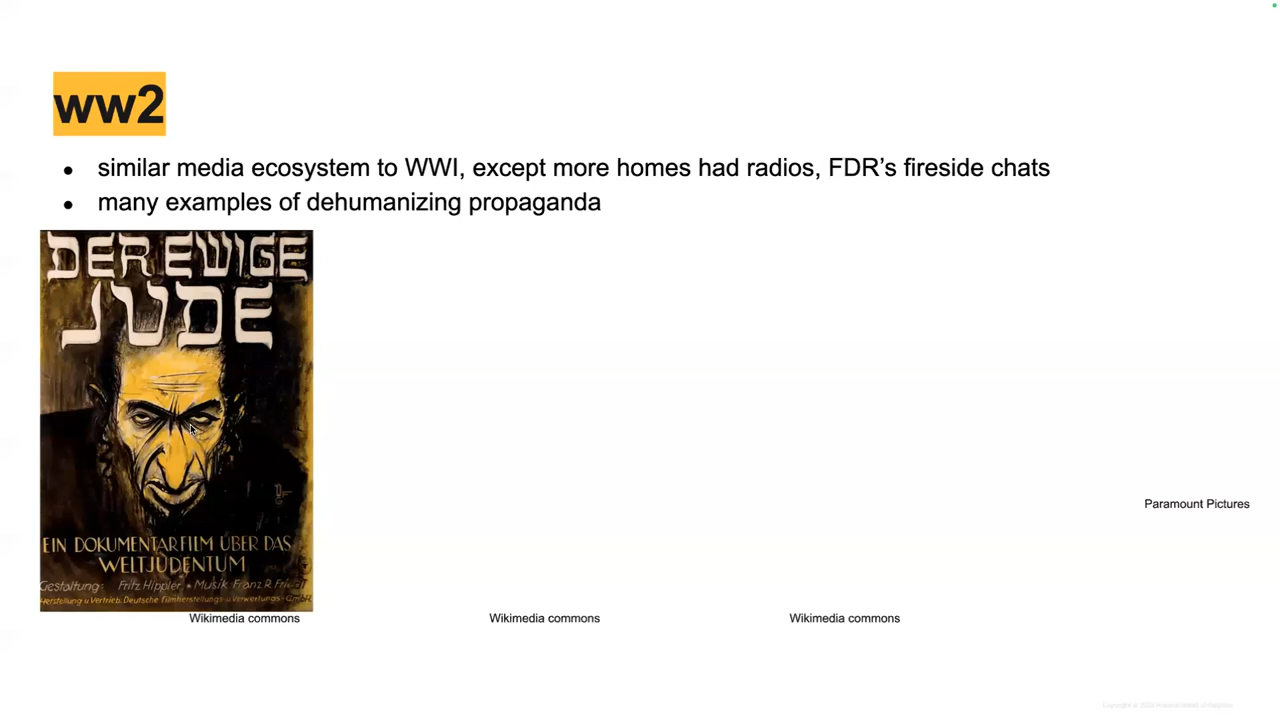 ww2
• similar media ecosystem to WWI, except more homes had radios, FDR’s fireside chats
• many examples of dehumanizing propaganda
DER EWIGE
JUDE
EIN DOKUMENTARFILM ÜBER DAS
WELTJUDENTUM
Gestaltung: Fritz Hippler • Musik: Franz R. Friedl
Herstellung u Vertrieb. Deutsche Filmherstellungs-u Verwertungs-GmbH
Paramount Pictures
Wikimedia commons
Wikimedia commons
Wikimedia commons